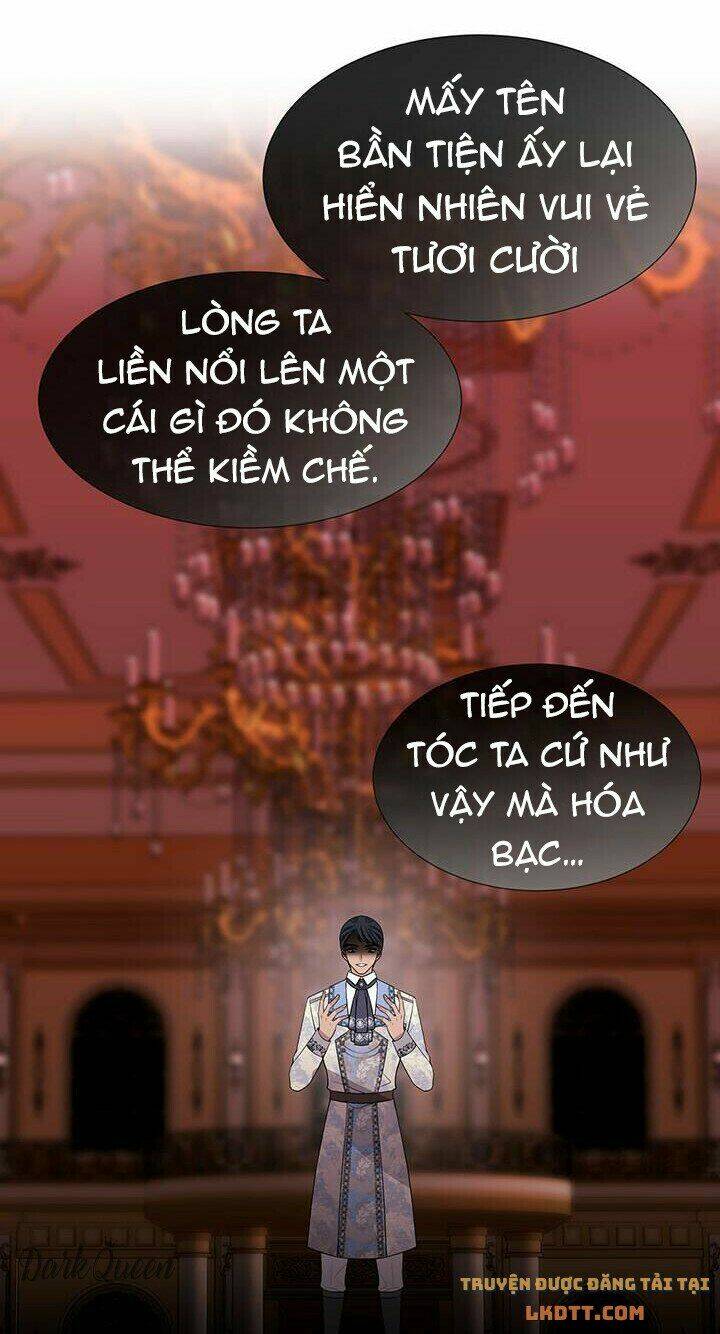 MẤY TÊN
BẦN TIỆN ẤY LẠI
HIỂN NHIÊN VUI VẺ
TƯƠI CƯỜI
LÒNG TA
LIỀN NỔI LÊN MỘT
CÁI GÌ ĐÓ KHÔNG
THỂ KIỀM CHẾ.
TIẾP ĐẾN
TÓC TA CỨ NHƯ
VẬY MÀ HÓA
BẠC...
Dark Queen
TRUYỆN ĐƯỢC ĐĂNG TẢI TẠI
LKDTT.COM!